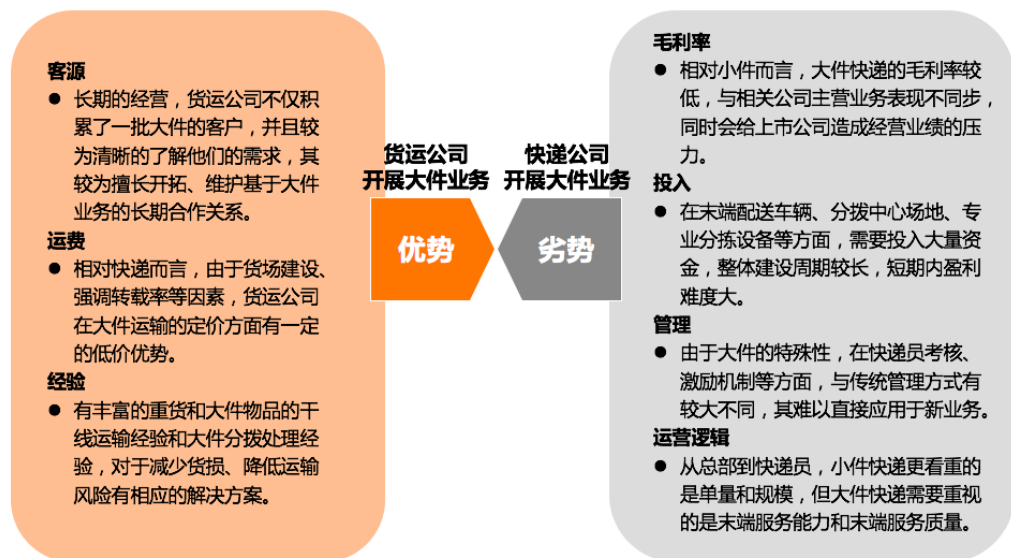 客源
● 长期的经营，货运公司不仅积
累了一批大件的客户，并且较
为清晰的了解他们的需求，其
较为擅长开拓、维护基于大件
业务的长期合作关系。
运费
● 相对快递而言，由于货场建设、
强调转载率等因素，货运公司
在大件运输的定价方面有一定
的低价优势。
经验
● 有丰富的重货和大件物品的干
线运输经验和大件分拨处理经
验，对于减少货损、降低运输
风险有相应的解决方案。
货运公司
开展大件业务
优势
快递公司
开展大件业务
劣势
毛利率
● 相对小件而言，大件快递的毛利率较
低，与相关公司主营业务表现不同步，
同时会给上市公司造成经营业绩的压
力。
投入
● 在末端配送车辆、分拨中心场地、专
业分拣设备等方面，需要投入大量资
金，整体建设周期较长，短期内盈利
难度大。
管理
● 由于大件的特殊性，在快递员考核、
激励机制等方面，与传统管理方式有
较大不同，其难以直接应用于新业务。
运营逻辑
● 从总部到快递员，小件快递更看重的
是单量和规模，但大件快递需要重视
的是末端服务能力和末端服务质量。